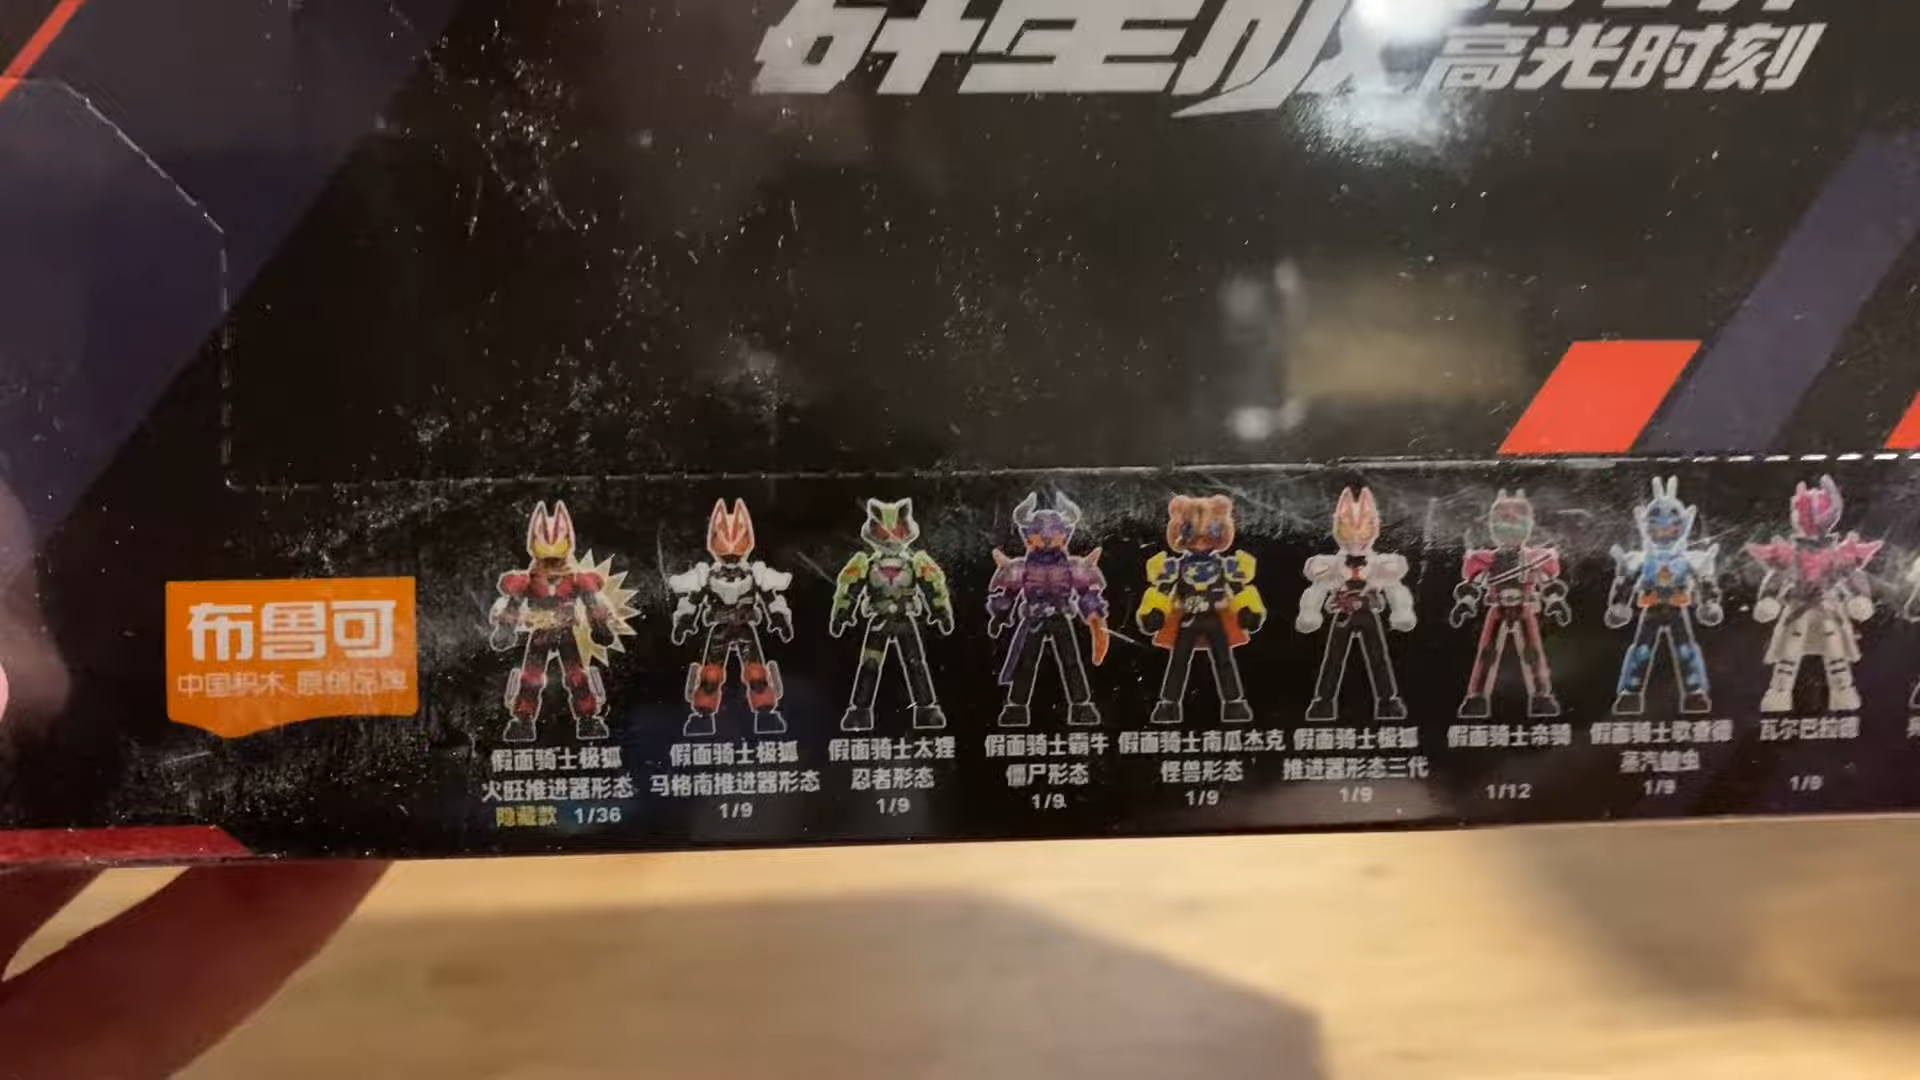 高光时刻
布鲁可
中国积木 原创品牌
假面骑士极狐
火旺推进器形态
隐藏款 1/36
假面骑士极狐
马格南推进器形态
1/9
假面骑士太狸
忍者形态
1/9
假面骑士霸牛
僵尸形态
1/9
假面骑士南瓜杰克
怪兽形态
1/9
假面骑士极狐
推进器形态三代
1/9
假面骑士帝骑
1/12
假面骑士歌查德
蒸汽蝗虫
1/9
瓦尔巴拉德
1/9